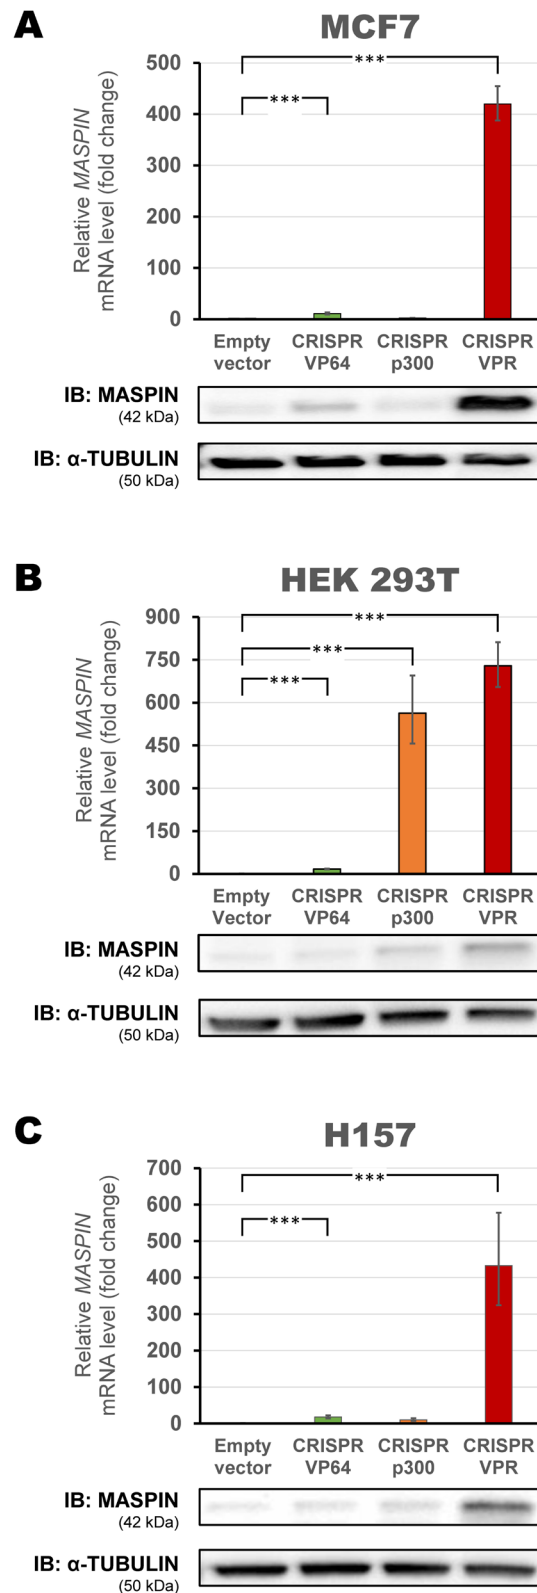 A
MCF7
Relative MASPIN
mRNA level (fold change)
500
400
300
200
100
0
***
***
Empty vector
CRISPR VP64
CRISPR p300
CRISPR VPR
IB: MASPIN
(42 kDa)
IB: α-TUBULIN
(50 kDa)
B
HEK 293T
Relative MASPIN
mRNA level (fold change)
900
750
600
450
300
150
0
***
***
***
Empty Vector
CRISPR VP64
CRISPR p300
CRISPR VPR
IB: MASPIN
(42 kDa)
IB: α-TUBULIN
(50 kDa)
C
H157
Relative MASPIN
mRNA level (fold change)
700
600
500
400
300
200
100
0
***
***
Empty vector
CRISPR VP64
CRISPR p300
CRISPR VPR
IB: MASPIN
(42 kDa)
IB: α-TUBULIN
(50 kDa)